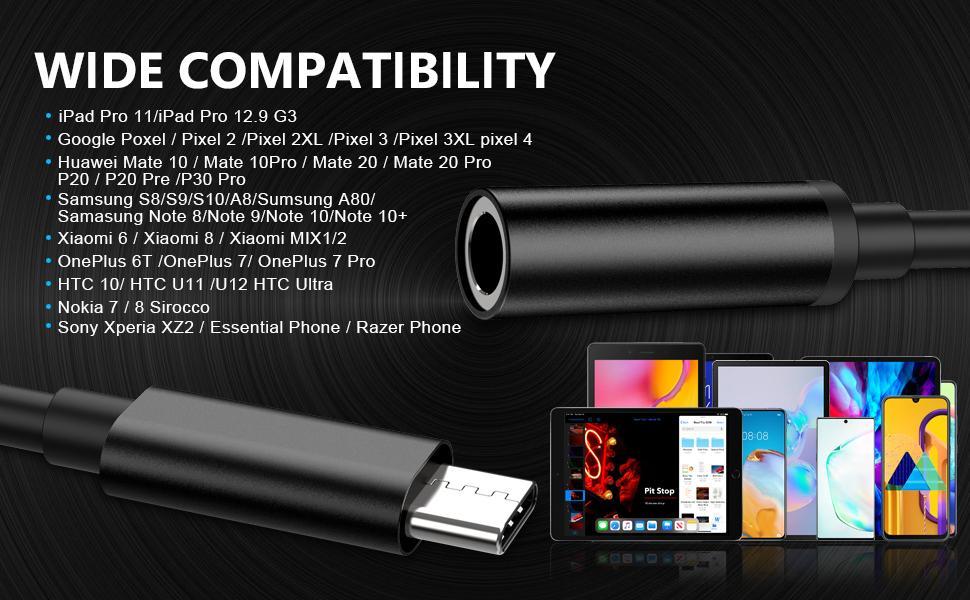 WIDE COMPATIBILITY
iPad Pro 11/iPad Pro 12.9 G3
Google Poxel / Pixel 2 /Pixel 2XL /Pixel 3 /Pixel 3XL pixel 4
Huawei Mate 10 / Mate 10Pro / Mate 20 / Mate 20 Pro
P20 / P20 Pre /P30 Pro
Samsung S8/S9/S10/A8/Sumsung A80/
Samasung Note 8/Note 9/Note 10/Note 10+
Xiaomi 6 / Xiaomi 8 / Xiaomi MIX1/2
OnePlus 6T /OnePlus 7/ OnePlus 7 Pro
HTC 10/ HTC U11 /U12 HTC Ultra
Nokia 7 / 8 Sirocco
Sony Xperia XZ2 / Essential Phone / Razer Phone
08:08
Pit Stop